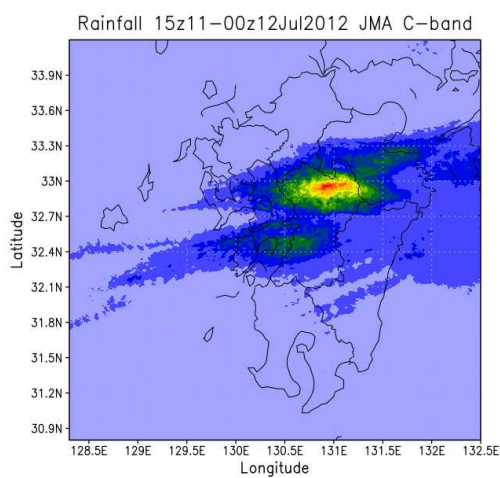 Rainfall 15z11-00z12Jul2012 JMA C-band
33.9N
33.6N
33.3N
33N
32.7N
32.4N
32.1N
31.8N
31.5N
31.2N
30.9N
Latitude
128.5E 129E 129.5E 130E 130.5E 131E 131.5E 132E 132.5E
Longitude